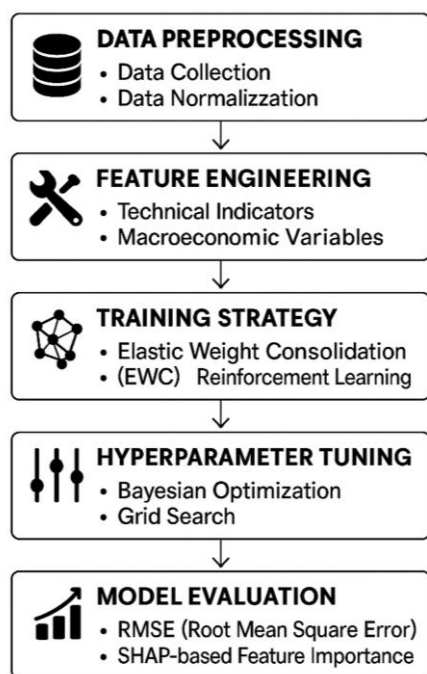 DATA PREPROCESSING
• Data Collection
• Data Normalizzation
FEATURE ENGINEERING
• Technical Indicators
• Macroeconomic Variables
TRAINING STRATEGY
• Elastic Weight Consolidation
• (EWC) Reinforcement Learning
HYPERPARAMETER TUNING
• Bayesian Optimization
• Grid Search
MODEL EVALUATION
• RMSE (Root Mean Square Error)
• SHAP-based Feature Importance